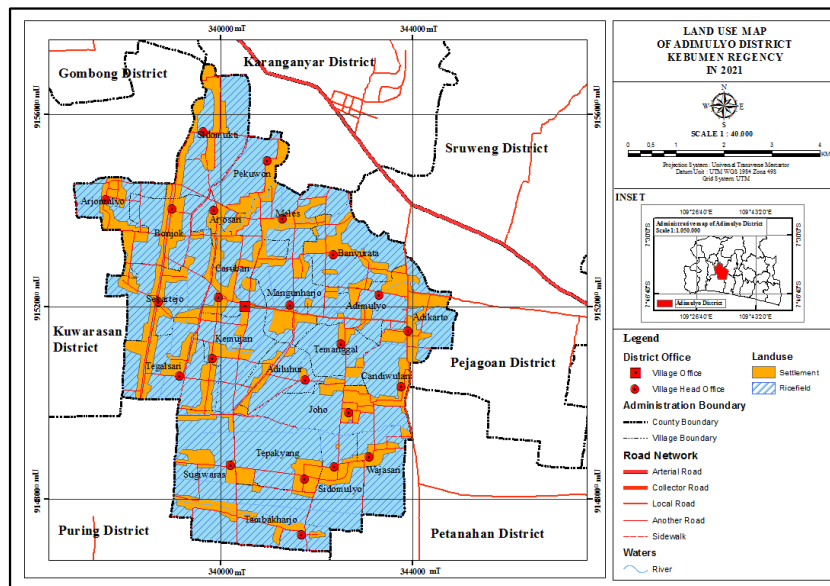 340000 mT
344000 mT
Gombong District
Karanganyar District
Sruweng District
Kuwarasan
District
Pejagoan District
Puring District
Petanahan District
Sidomukti
Pekuwon
Arjomulyo
Bonjok
Arjosari
Meles
Banyurata
Caruban
Sekarteja
Mangunharjo
Adimulyo
Adikarto
Kemujan
Temanggal
Tegalsari
Adiluhur
Candiwulan
Joho
Tepakyang
Wajasari
Sugiwaras
Sidomulyo
Tambakharjo
340000 mT
344000 mT
LAND USE MAP
OF ADIMULYO DISTRICT
KEBUMEN REGENCY
IN 2021
N
W E
S
SCALE 1 : 40.000
0 0,5 1 2 3 4
KM
Projection System : Universal Transverse Mercator
Datum Unit : UTM WGS 1984 Zona 49S
Grid System: UTM
INSET
109°26'40"E 109°43'20"E
Administrative map of Adimulyo District
Scale 1:1.050.000
Adimulyo District
109°26'40"E 109°43'20"E
Legend
District Office
Village Office
Village Head Office
Landuse
Settlement
Ricefield
Administration Boundary
County Boundary
Village Boundary
Road Network
Arterial Road
Collector Road
Local Road
Another Road
Sidewalk
Waters
River